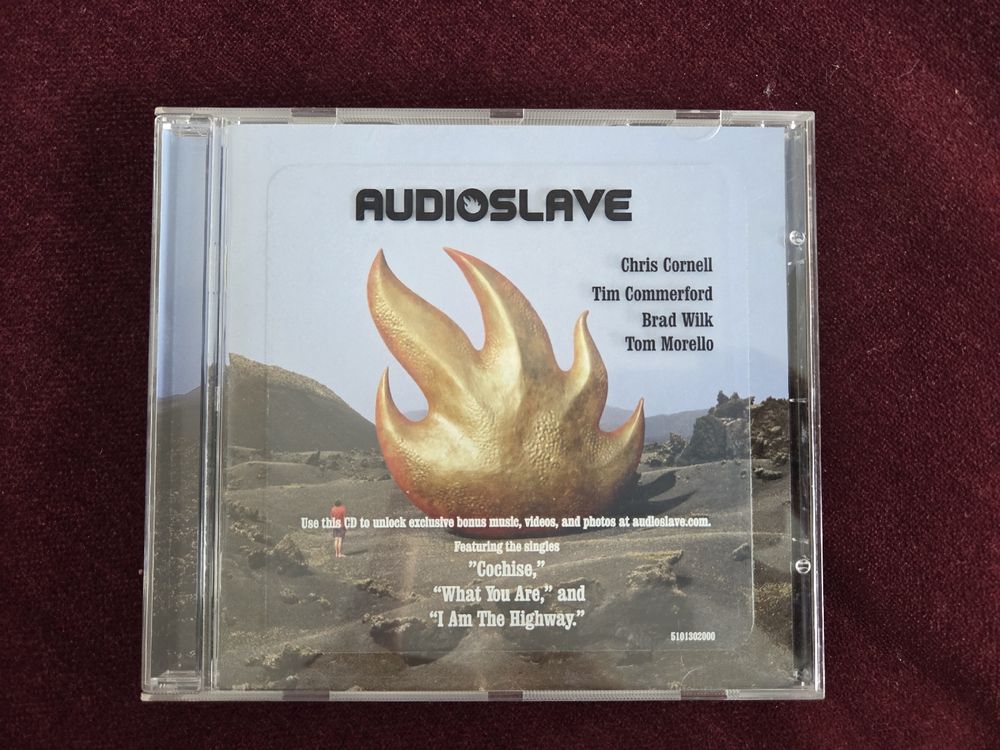 AUDIOSLAVE
Chris Cornell
Tim Commerford
Brad Wilk
Tom Morello
Use this CD to unlock exclusive bonus music, videos, and photos at audioslave.com.
Featuring the singles
”Cochise,”
“What You Are,” and
“I Am The Highway.”
5101302000